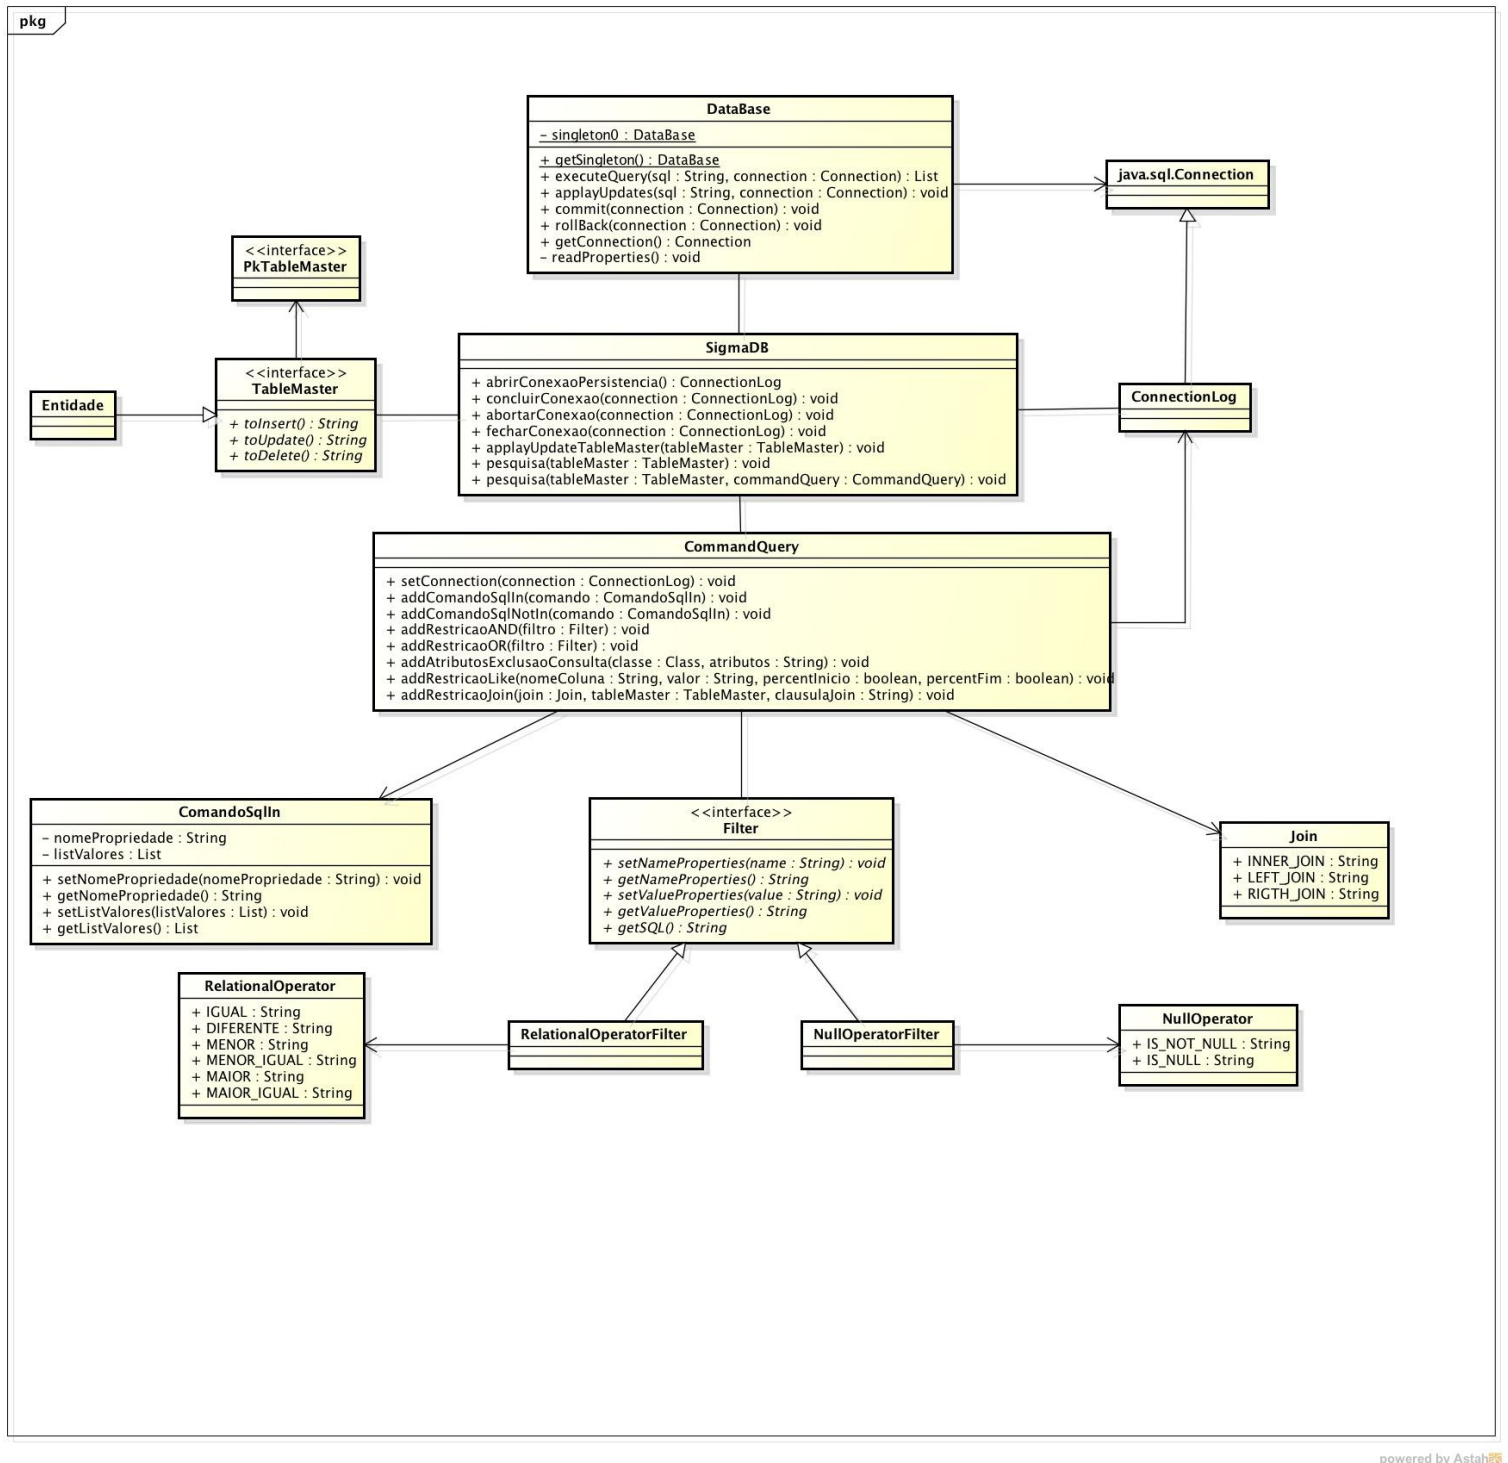 pkg
DataBase
- singleton0 : DataBase
+ getSingleton() : DataBase
+ executeQuery(sql : String, connection : Connection) : List
+ applayUpdates(sql : String, connection : Connection) : void
+ commit(connection : Connection) : void
+ rollBack(connection : Connection) : void
+ getConnection() : Connection
- readProperties() : void
java.sql.Connection
<<interface>>
PkTableMaster
<<interface>>
TableMaster
+ toInsert() : String
+ toUpdate() : String
+ toDelete() : String
Entidade
SigmaDB
+ abrirConexaoPersistencia() : ConnectionLog
+ concluirConexao(connection : ConnectionLog) : void
+ abortarConexao(connection : ConnectionLog) : void
+ fecharConexao(connection : ConnectionLog) : void
+ applayUpdateTableMaster(tableMaster : TableMaster) : void
+ pesquisa(tableMaster : TableMaster) : void
+ pesquisa(tableMaster : TableMaster, commandQuery : CommandQuery) : void
ConnectionLog
CommandQuery
+ setConnection(connection : ConnectionLog) : void
+ addComandoSqlIn(comando : ComandoSqlIn) : void
+ addComandoSqlNotIn(comando : ComandoSqlIn) : void
+ addRestricaoAND(filtro : Filter) : void
+ addRestricaoOR(filtro : Filter) : void
+ addAtributosExclusaoConsulta(classe : Class, atributos : String) : void
+ addRestricaoLike(nomeColuna : String, valor : String, percentInicio : boolean, percentFim : boolean) : void
+ addRestricaoJoin(join : Join, tableMaster : TableMaster, clausulaJoin : String) : void
ComandoSqlIn
- nomePropriedade : String
- listValores : List
+ setNomePropriedade(nomePropriedade : String) : void
+ getNomePropriedade() : String
+ setListValores(listValores : List) : void
+ getListValores() : List
<<interface>>
Filter
+ setNameProperties(name : String) : void
+ getNameProperties() : String
+ setValueProperties(value : String) : void
+ getValueProperties() : String
+ getSQL() : String
Join
+ INNER_JOIN : String
+ LEFT_JOIN : String
+ RIGTH_JOIN : String
RelationalOperator
+ IGUAL : String
+ DIFERENTE : String
+ MENOR : String
+ MENOR_IGUAL : String
+ MAIOR : String
+ MAIOR_IGUAL : String
RelationalOperatorFilter
NullOperatorFilter
NullOperator
+ IS_NOT_NULL : String
+ IS_NULL : String
powered by Astah